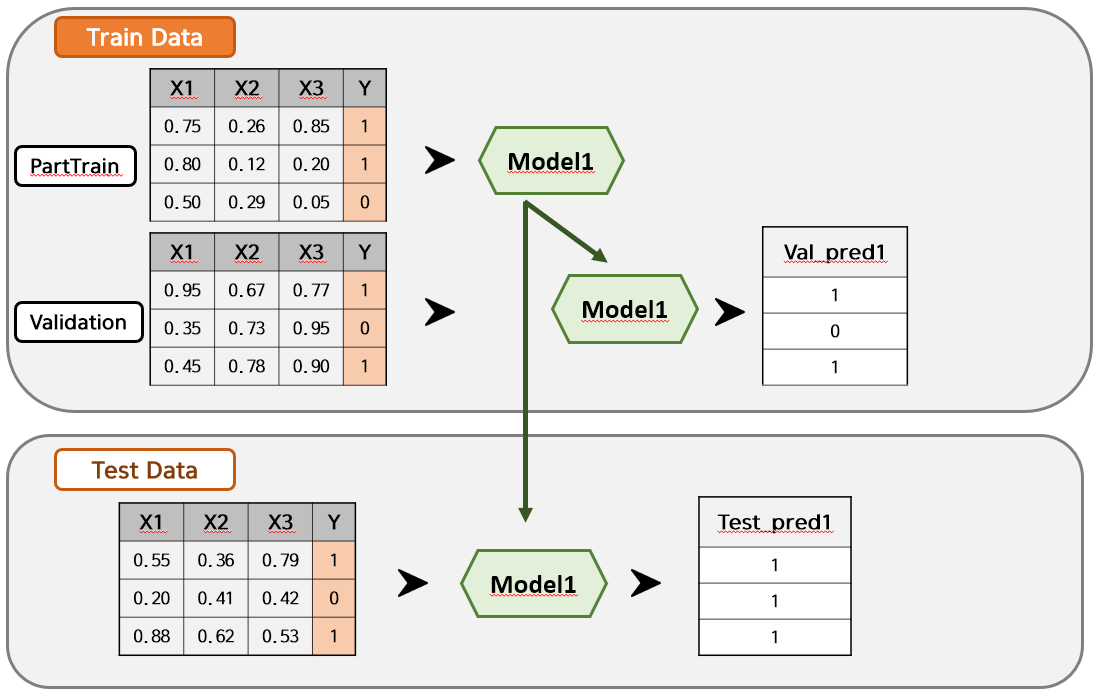 Train Data
X1 X2 X3 Y
0.75 0.26 0.85 1
PartTrain
0.80 0.12 0.20 1
0.50 0.29 0.05 0
Model1
X1 X2 X3 Y
0.95 0.67 0.77 1
Validation
0.35 0.73 0.95 0
0.45 0.78 0.90 1
Model1
Val_pred1
1
0
1
Test Data
X1 X2 X3 Y
0.55 0.36 0.79 1
0.20 0.41 0.42 0
0.88 0.62 0.53 1
Model1
Test_pred1
1
1
1